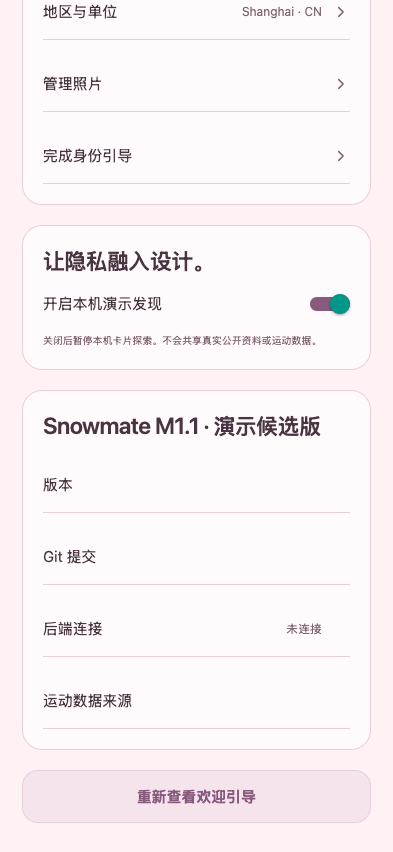 地区与单位 Shanghai · CN
管理照片
完成身份引导
让隐私融入设计。
开启本机演示发现
关闭后暂停本机卡片探索。不会共享真实公开资料或运动数据。
Snowmate M1.1 · 演示候选版
版本
Git 提交
后端连接 未连接
运动数据来源
重新查看欢迎引导